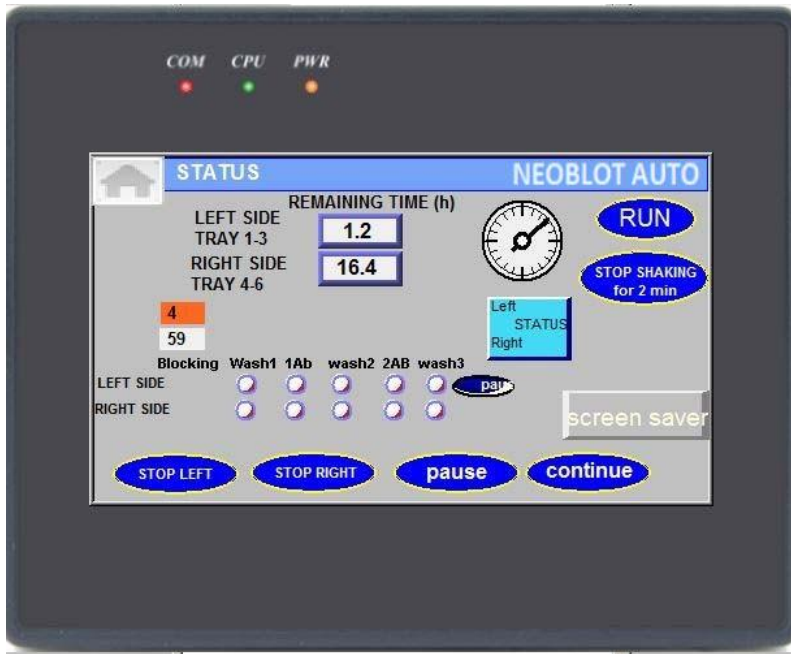 COM CPU PWR
STATUS NEOBLOT AUTO
REMAINING TIME (h)
LEFT SIDE
TRAY 1-3
1.2
RIGHT SIDE
TRAY 4-6
16.4
RUN
STOP SHAKING
for 2 min
4
59
Left
STATUS
Right
Blocking Wash1 1Ab wash2 2AB wash3
LEFT SIDE
paus
RIGHT SIDE
screen saver
STOP LEFT STOP RIGHT pause continue